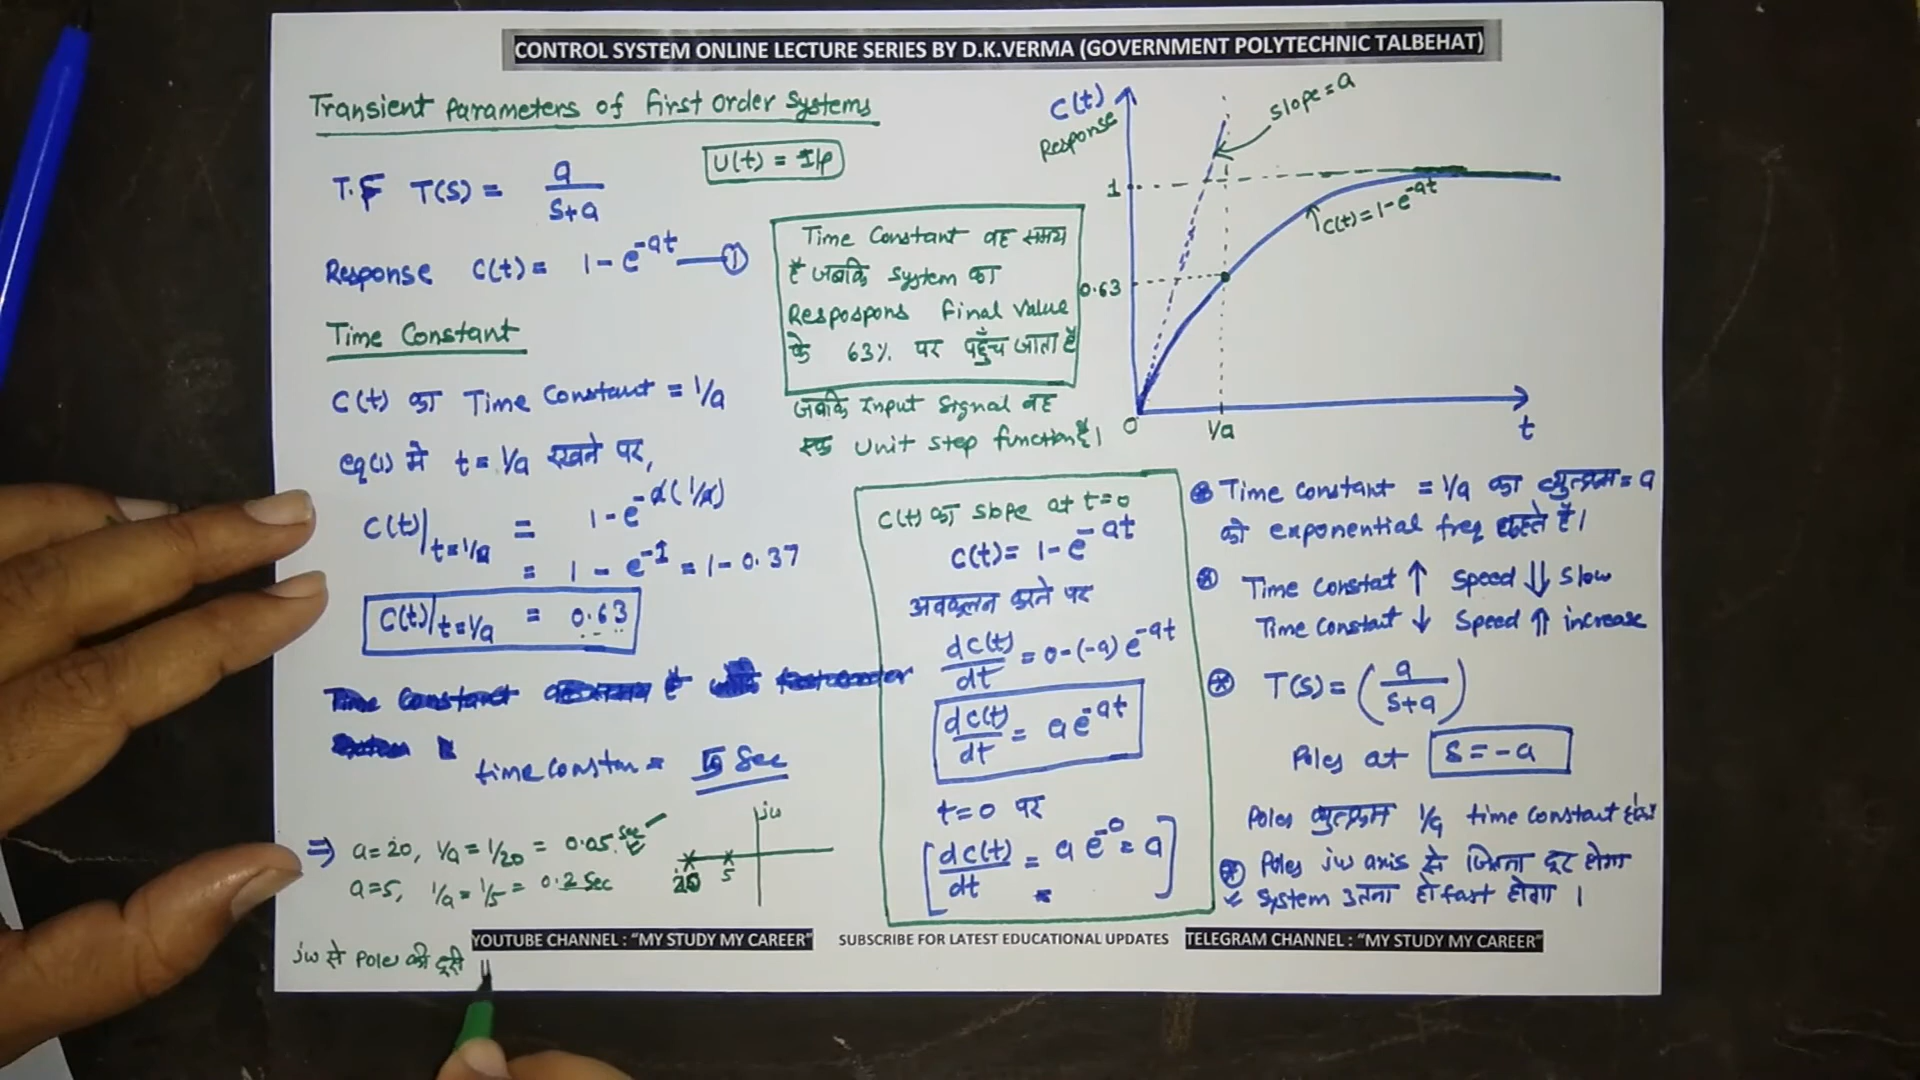 CONTROL SYSTEM ONLINE LECTURE SERIES BY D.K.VERMA (GOVERNMENT POLYTECHNIC TALBEHAT)
Transient Parameters of First Order Systems
U(t) = I/p
T.F T(S) = a/(S+a)
Response C(t) = 1-e^-at —①
Time Constant
C(t) का Time Constant = 1/a
eq(1) मे t = 1/a रखने पर,
C(t)|t=1/a = 1-e^-a(1/a)
= 1-e^-1 = 1-0.37
C(t)|t=1/a = 0.63
Time Constant
time constan = 5 Sec
⇒ a=20, 1/a = 1/20 = 0.05 Sec
a=5, 1/a = 1/5 = 0.2 Sec
jω
20 5
jω से Pole की दूरी
Time Constant वह समय
है जबकि System का
Respospons final value
के 63% पर पहुँच जाता है
जबकि Input Signal वह
एक Unit step function है।
C(t) का slope at t=0
C(t) = 1-e^-at
अवकलन करते पर
dC(t)/dt = 0-(-a)e^-at
dC(t)/dt = a e^-at
t=0 पर
[dC(t)/dt = a e^-0 = a]
C(t)
Response
slope = a
1
C(t) = 1-e^-at
0.63
0 1/a t
⊛ Time Constant = 1/a का व्युत्क्रम = a
को exponential freq कहते हैं।
⊛ Time Constat ↑ Speed ⇓ Slow
Time Constant ↓ Speed ⇑ increase
⊛ T(S) = (a/(S+a))
Poles at S = -a
Poles व्युत्क्रम 1/a time constant
⊛ Poles jω axis से जितना दूर होगा
System उतना ही fast होगा ।
YOUTUBE CHANNEL : “MY STUDY MY CAREER” SUBSCRIBE FOR LATEST EDUCATIONAL UPDATES TELEGRAM CHANNEL : “MY STUDY MY CAREER”